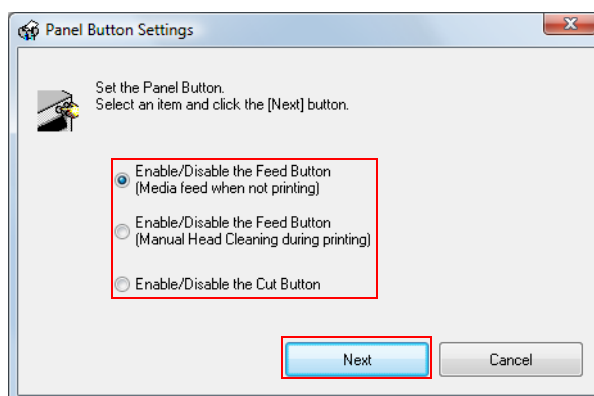 Panel Button Settings
Set the Panel Button.
Select an item and click the [Next] button.
Enable/Disable the Feed Button
(Media feed when not printing)
Enable/Disable the Feed Button
(Manual Head Cleaning during printing)
Enable/Disable the Cut Button
Next
Cancel